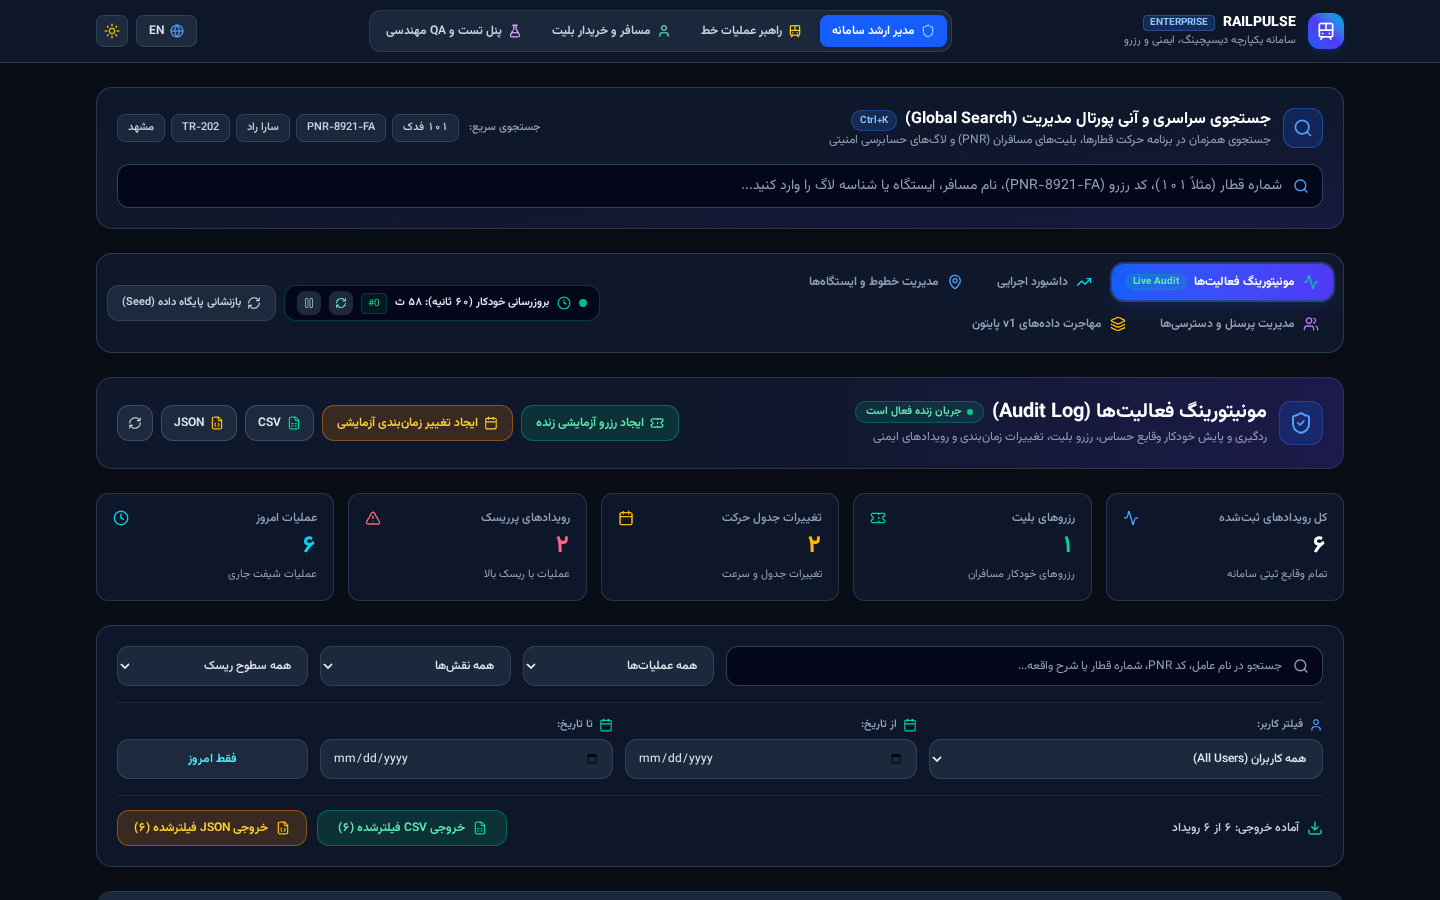 RAILPULSE ENTERPRISE
سامانه یکپارچه دیسپچینگ، ایمنی و رزرو
مدیر ارشد سامانه
راهبر عملیات خط
مسافر و خریدار بلیت
پنل تست و QA مهندسی
EN
جستجوی سراسری و آنی پورتال مدیریت (Global Search) Ctrl+K
جستجوی همزمان در برنامه حرکت قطارها، بلیت‌های مسافران (PNR) و لاگ‌های حسابرسی امنیتی
جستجوی سریع: ۱۰۱ فدک PNR-8921-FA سارا راد TR-202 مشهد
شماره قطار (مثلاً ۱۰۱)، کد رزرو (PNR-8921-FA)، نام مسافر، ایستگاه یا شناسه لاگ را وارد کنید...
مونیتورینگ فعالیت‌ها Live Audit
داشبورد اجرایی
مدیریت خطوط و ایستگاه‌ها
مدیریت پرسنل و دسترسی‌ها
مهاجرت داده‌های v1 پایتون
بروزرسانی خودکار (۶۰ ثانیه): ۵۸ ث #0
بازنشانی پایگاه داده (Seed)
مونیتورینگ فعالیت‌ها (Audit Log) جریان زنده فعال است
ردگیری و پایش خودکار وقایع حساس، رزرو بلیت، تغییرات زمان‌بندی و رویدادهای ایمنی
ایجاد رزرو آزمایشی زنده
ایجاد تغییر زمان‌بندی آزمایشی
CSV
JSON
کل رویدادهای ثبت‌شده
۶
تمام وقایع ثبتی سامانه
رزروهای بلیت
۱
رزروهای خودکار مسافران
تغییرات جدول حرکت
۲
تغییرات جدول و سرعت
رویدادهای پرریسک
۲
عملیات با ریسک بالا
عملیات امروز
۶
عملیات شیفت جاری
جستجو در نام عامل، کد PNR، شماره قطار یا شرح واقعه...
همه عملیات‌ها
همه نقش‌ها
همه سطوح ریسک
فیلتر کاربر:
همه کاربران (All Users)
از تاریخ:
mm/dd/yyyy
تا تاریخ:
mm/dd/yyyy
فقط امروز
آماده خروجی: ۶ از ۶ رویداد
خروجی CSV فیلترشده (۶)
خروجی JSON فیلترشده (۶)